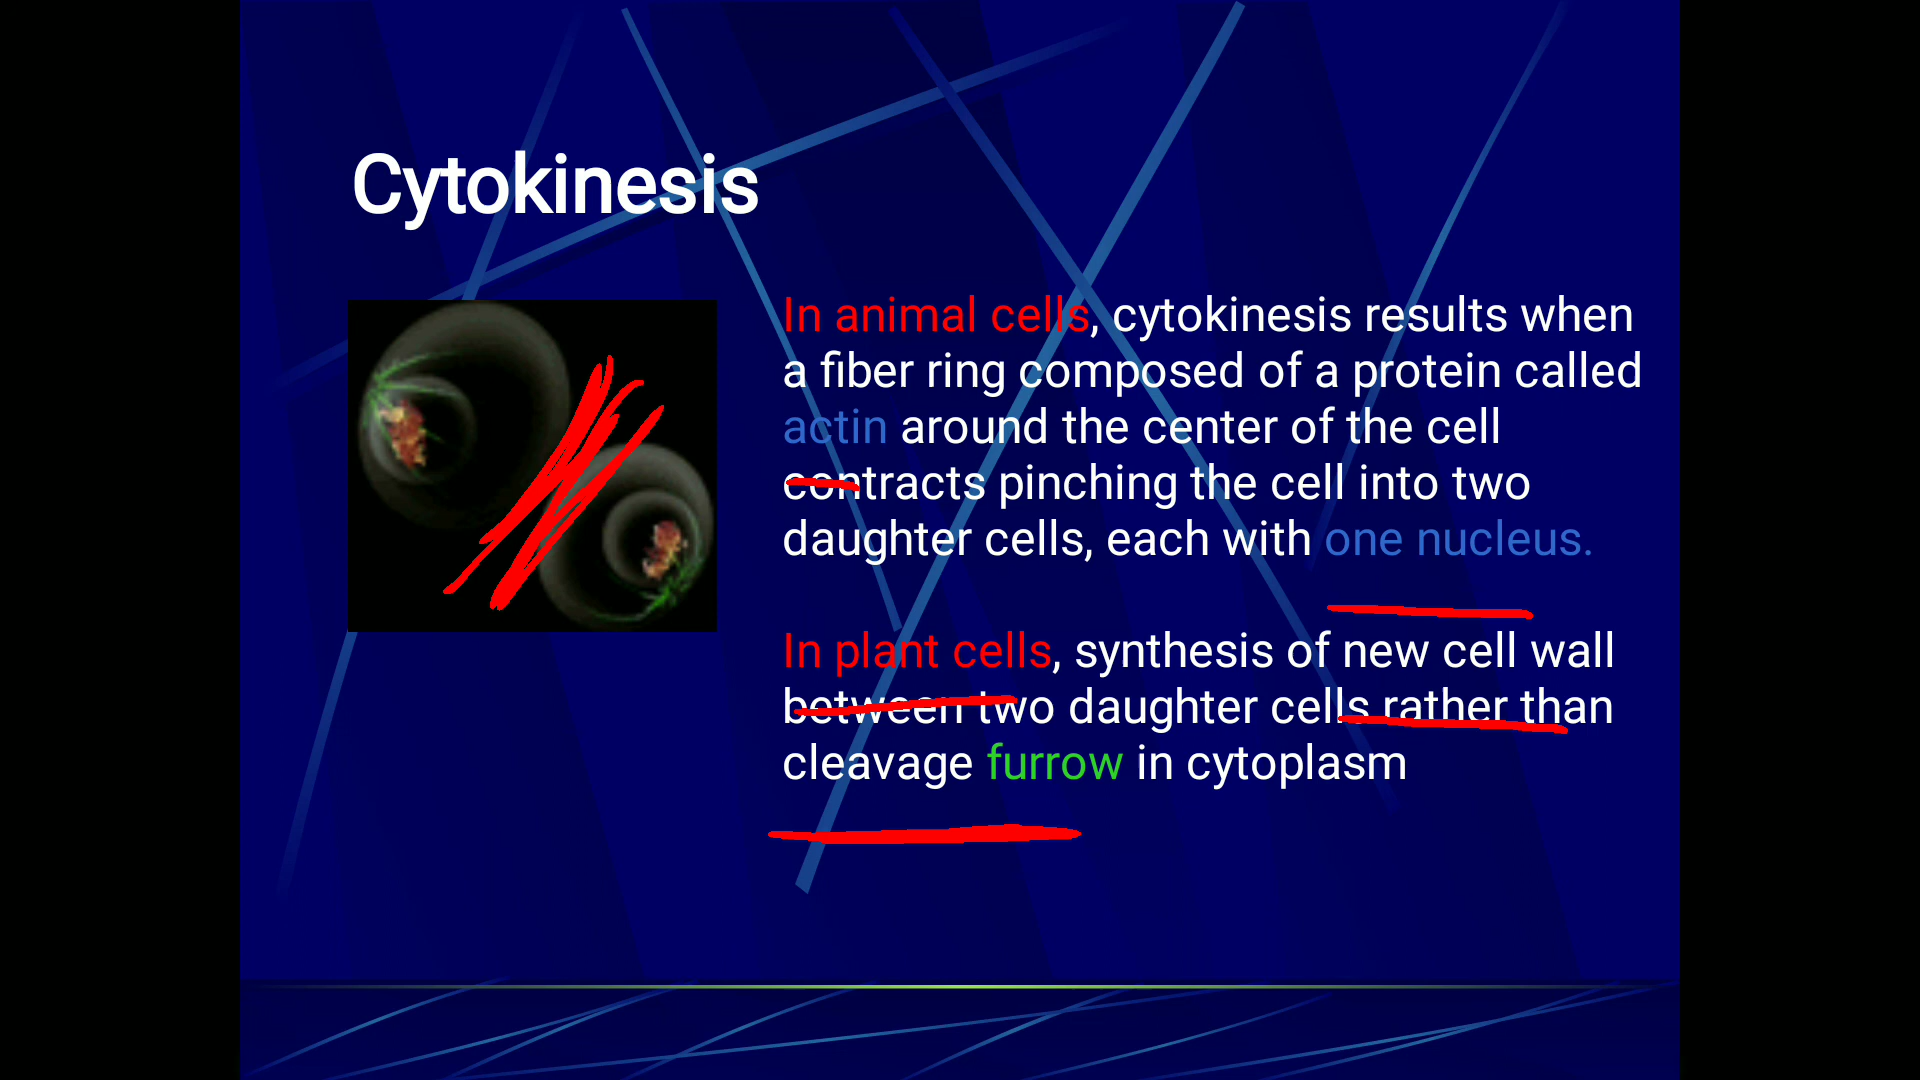 Cytokinesis
In animal cells, cytokinesis results when
a fiber ring composed of a protein called
actin around the center of the cell
contracts pinching the cell into two
daughter cells, each with one nucleus.
In plant cells, synthesis of new cell wall
between two daughter cells rather than
cleavage furrow in cytoplasm